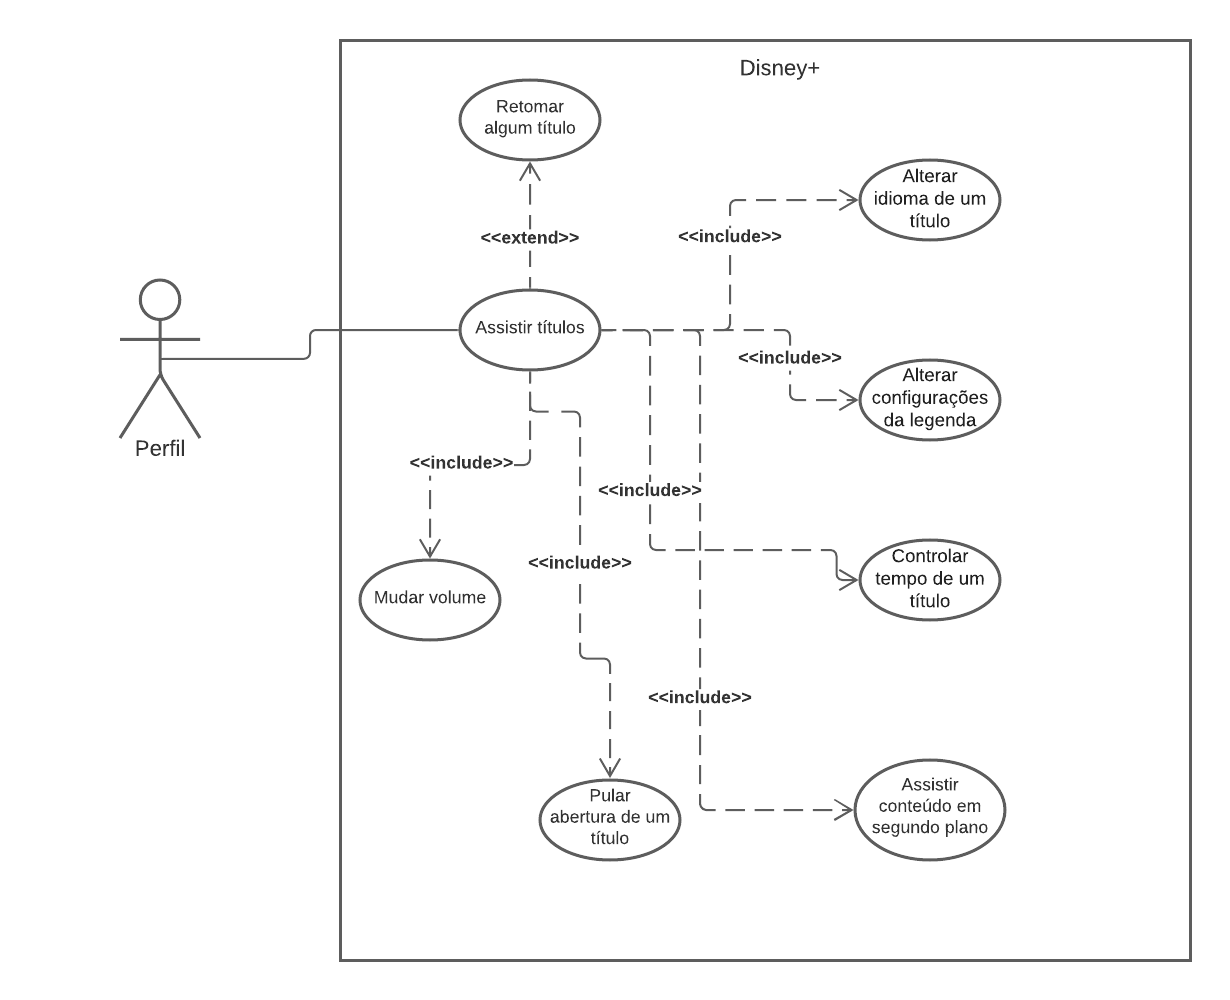 Disney+
Retomar
algum título
Alterar
idioma de um
título
<<extend>>
<<include>>
Assistir títulos
<<include>>
Alterar
configurações
da legenda
Perfil
<<include>>
<<include>>
<<include>>
Controlar
tempo de um
título
Mudar volume
<<include>>
Assistir
conteúdo em
segundo plano
Pular
abertura de um
título